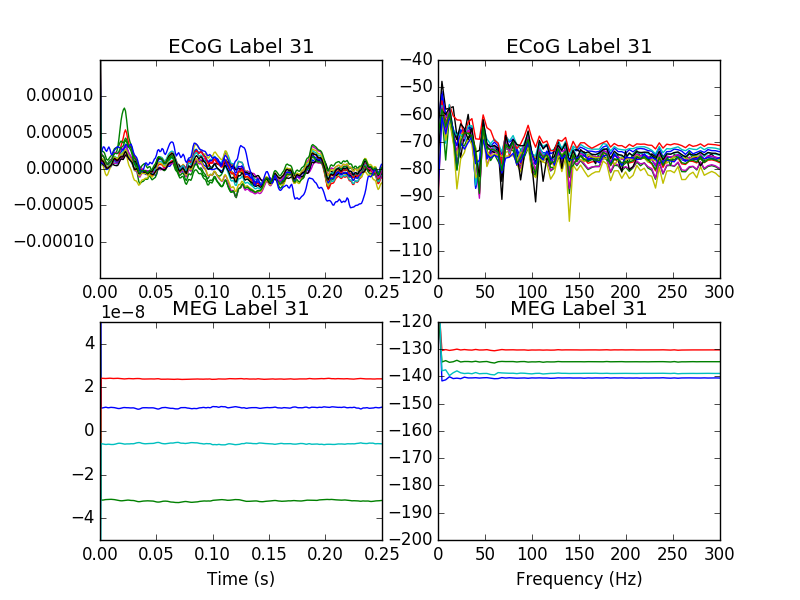 ECoG Label 31
0.00010
0.00005
0.00000
−0.00005
−0.00010
0.00 0.05 0.10 0.15 0.20 0.25
ECoG Label 31
−40
−50
−60
−70
−80
−90
−100
−110
−120
0 50 100 150 200 250 300
MEG Label 31
1e−8
4
2
0
−2
−4
0.00 0.05 0.10 0.15 0.20 0.25
Time (s)
MEG Label 31
−120
−130
−140
−150
−160
−170
−180
−190
−200
0 50 100 150 200 250 300
Frequency (Hz)